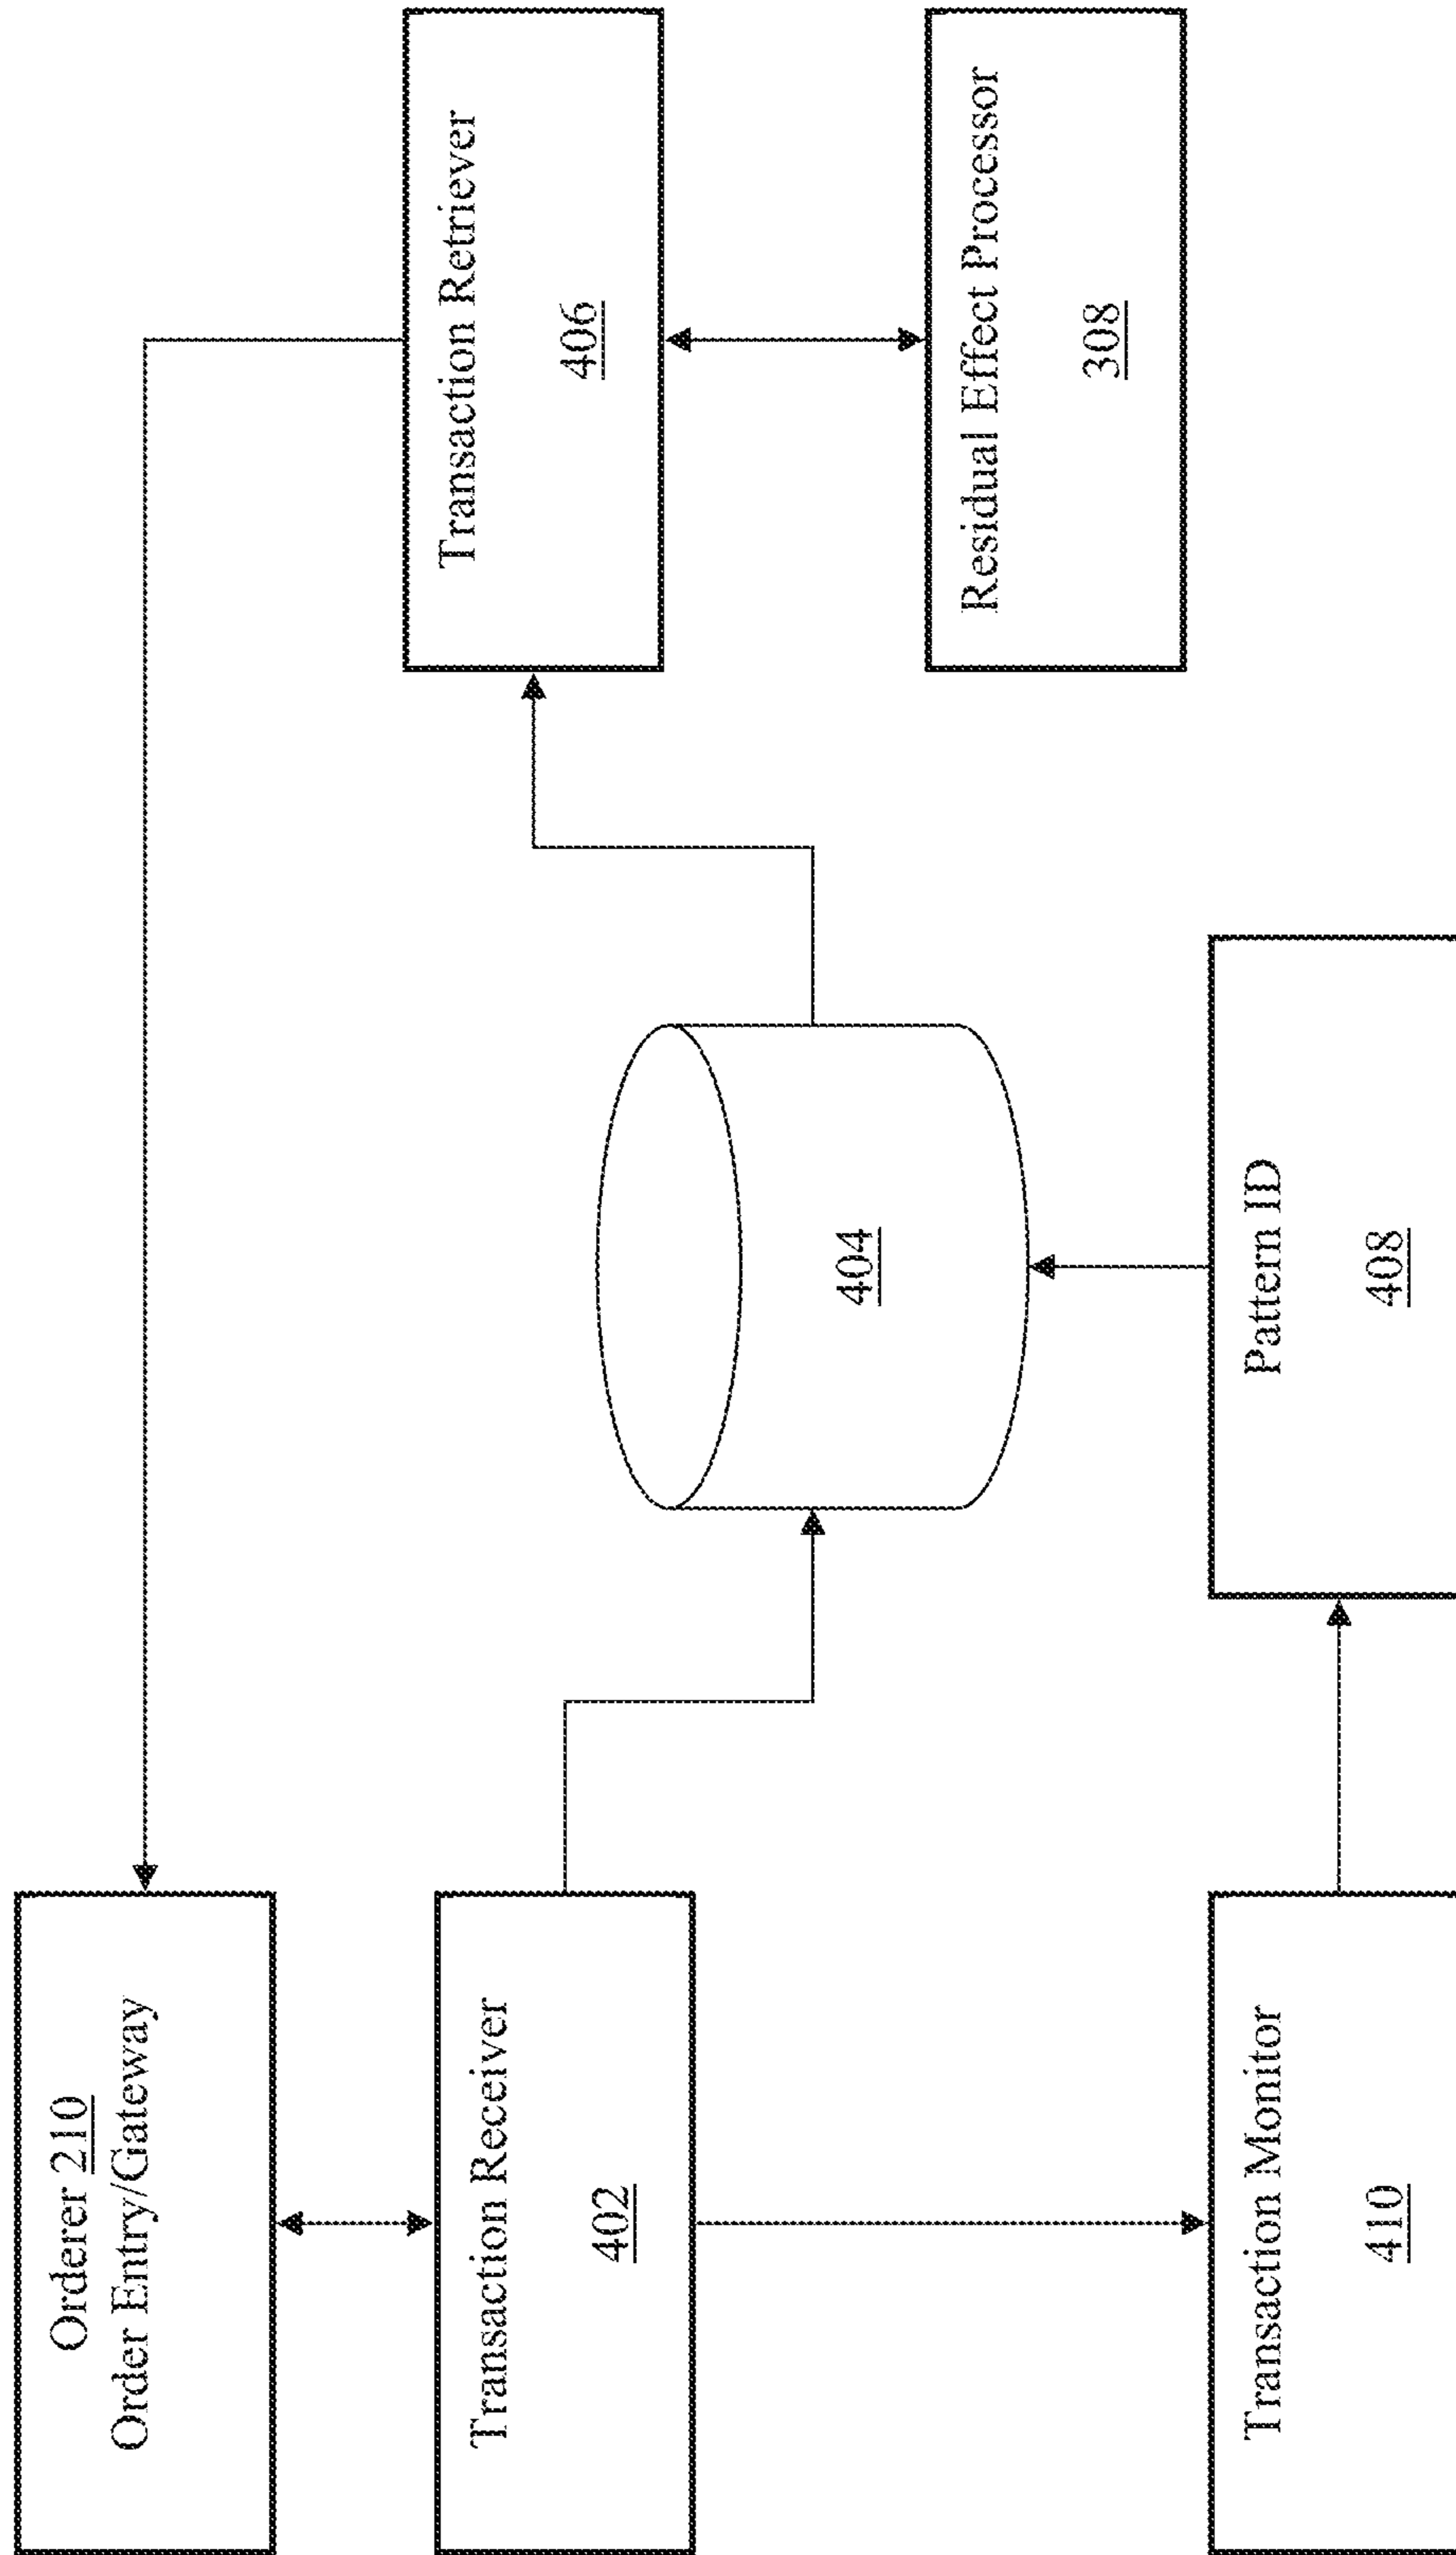 Orderer 210
Order Entry/Gateway
Transaction Receiver
402
Transaction Retriever
406
404
Residual Effect Processor
308
Transaction Monitor
410
Pattern ID
408